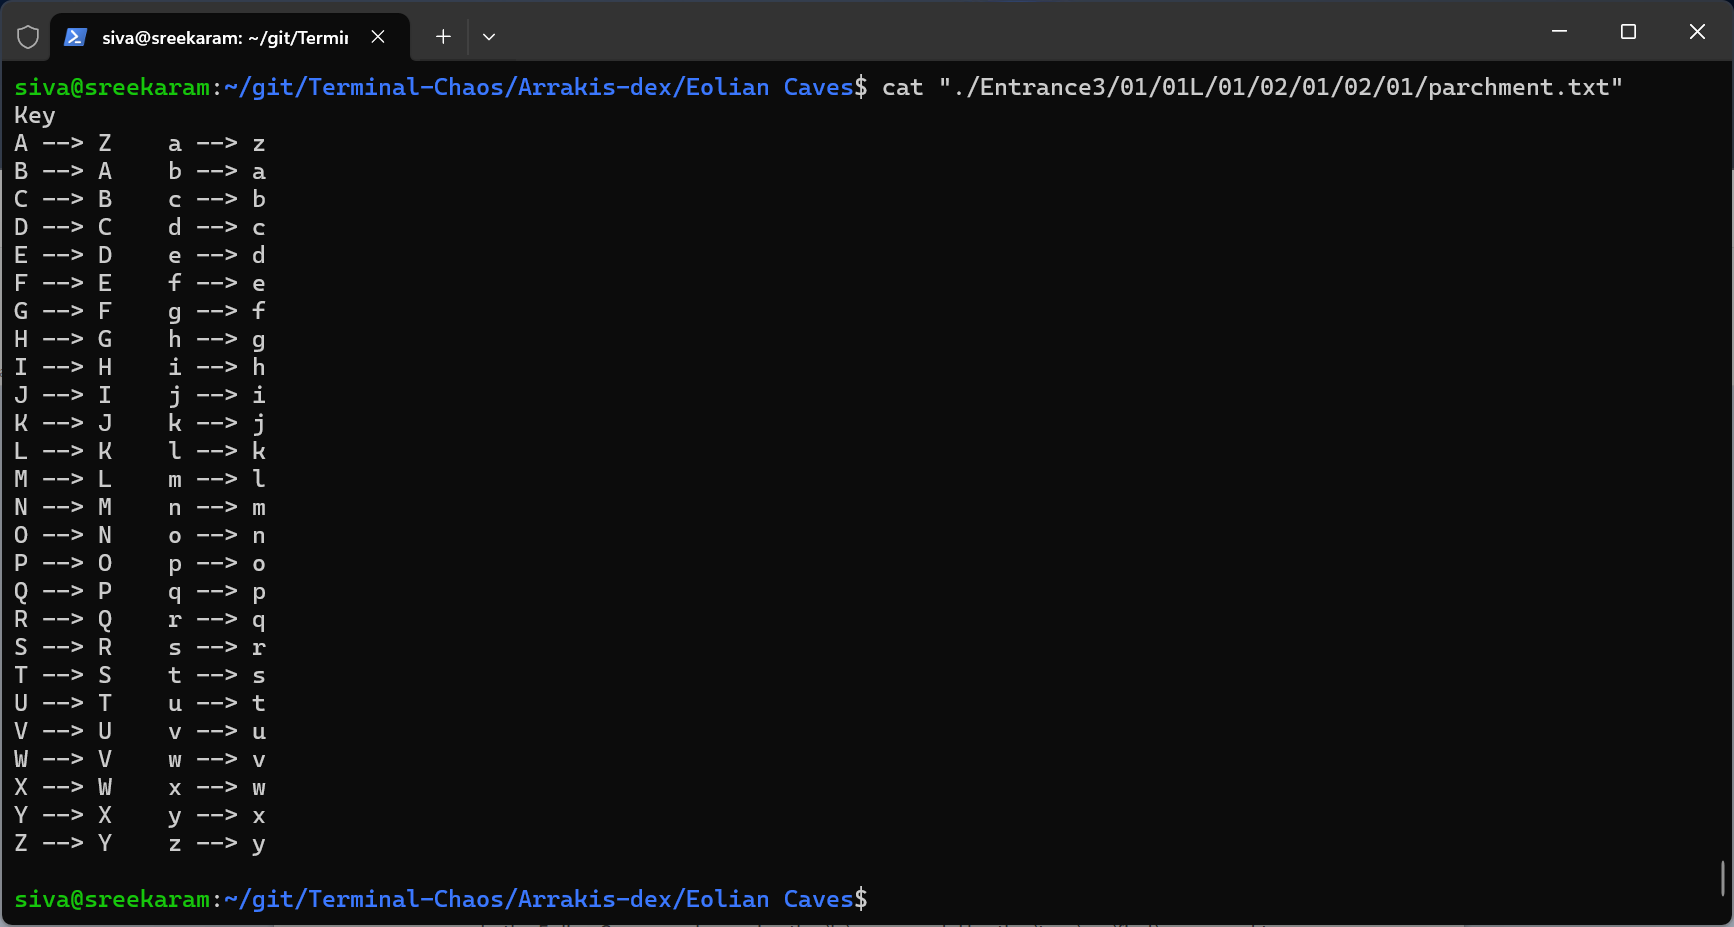 siva@sreekaram: ~/git/Termi
siva@sreekaram:~/git/Terminal-Chaos/Arrakis-dex/Eolian Caves$ cat "./Entrance3/01/01L/01/02/01/02/01/parchment.txt"
Key
A --> Z    a --> z
B --> A    b --> a
C --> B    c --> b
D --> C    d --> c
E --> D    e --> d
F --> E    f --> e
G --> F    g --> f
H --> G    h --> g
I --> H    i --> h
J --> I    j --> i
K --> J    k --> j
L --> K    l --> k
M --> L    m --> l
N --> M    n --> m
O --> N    o --> n
P --> O    p --> o
Q --> P    q --> p
R --> Q    r --> q
S --> R    s --> r
T --> S    t --> s
U --> T    u --> t
V --> U    v --> u
W --> V    w --> v
X --> W    x --> w
Y --> X    y --> x
Z --> Y    z --> y
siva@sreekaram:~/git/Terminal-Chaos/Arrakis-dex/Eolian Caves$